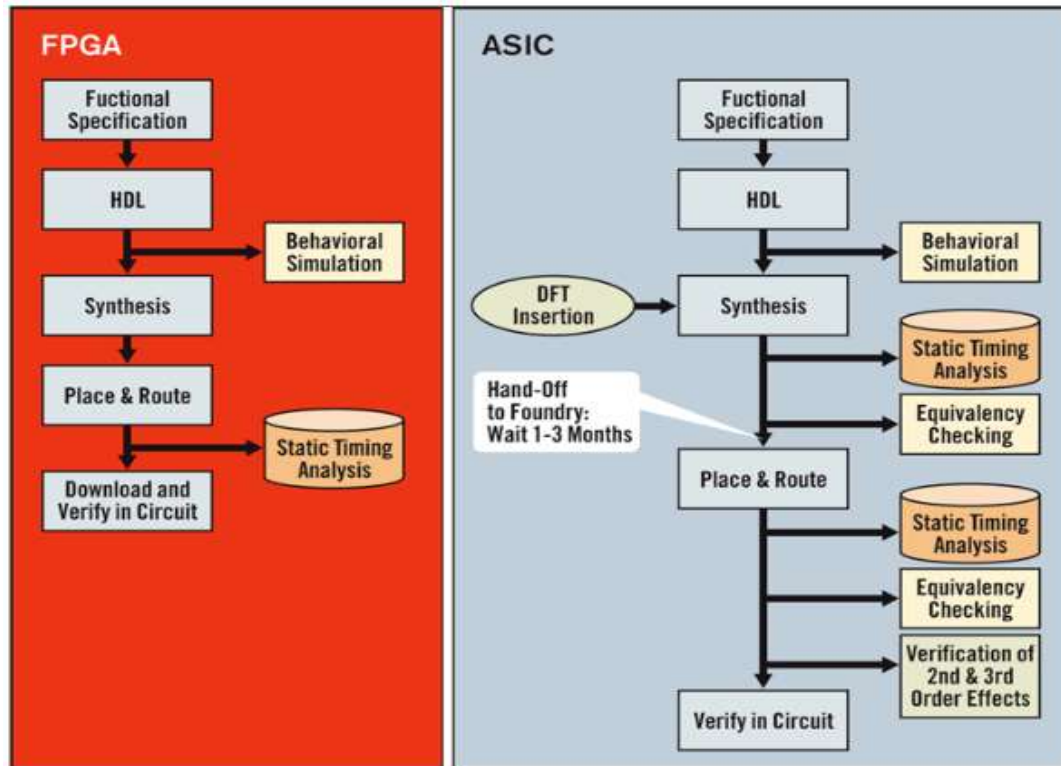 FPGA
Fuctional
Specification
HDL
Behavioral
Simulation
Synthesis
Place & Route
Static Timing
Analysis
Download and
Verify in Circuit
ASIC
Fuctional
Specification
HDL
Behavioral
Simulation
DFT
Insertion
Synthesis
Static Timing
Analysis
Hand-Off
to Foundry:
Wait 1-3 Months
Equivalency
Checking
Place & Route
Static Timing
Analysis
Equivalency
Checking
Verification of
2nd & 3rd
Order Effects
Verify in Circuit